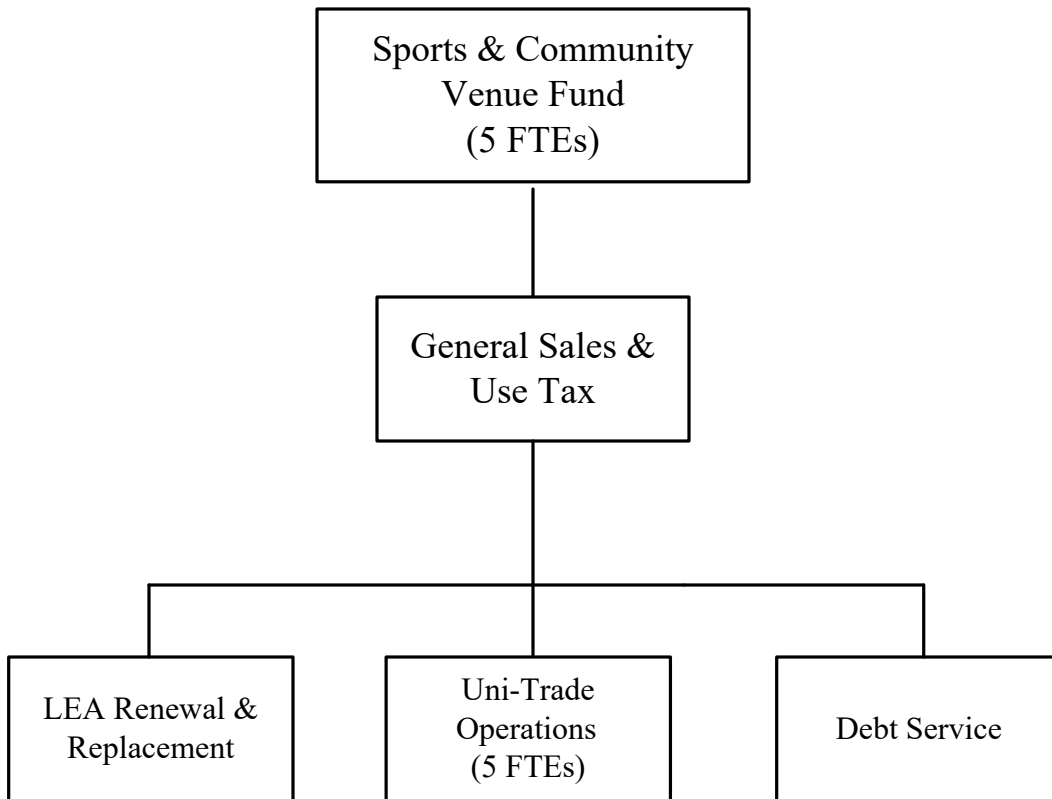 Sports & Community
Venue Fund
(5 FTEs)
General Sales &
Use Tax
LEA Renewal &
Replacement
Uni-Trade
Operations
(5 FTEs)
Debt Service